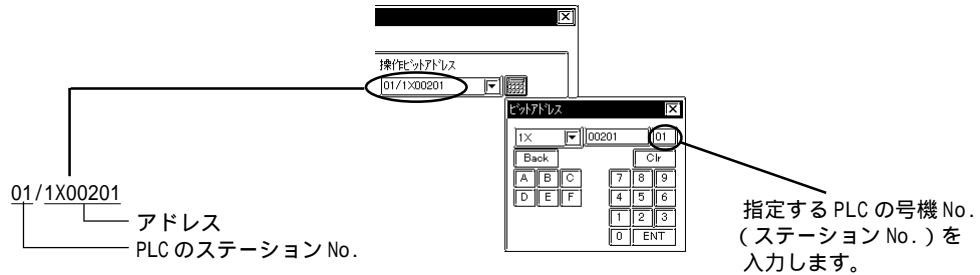 操作ビットアドレス
01/1X00201
ビットアドレス
1X 00201 01
Back Clr
A B C 7 8 9
D E F 4 5 6
1 2 3
0 ENT
01/1X00201
アドレス
PLC のステーション No.
指定する PLC の号機 No.
( ステーション No. ) を
入力します。